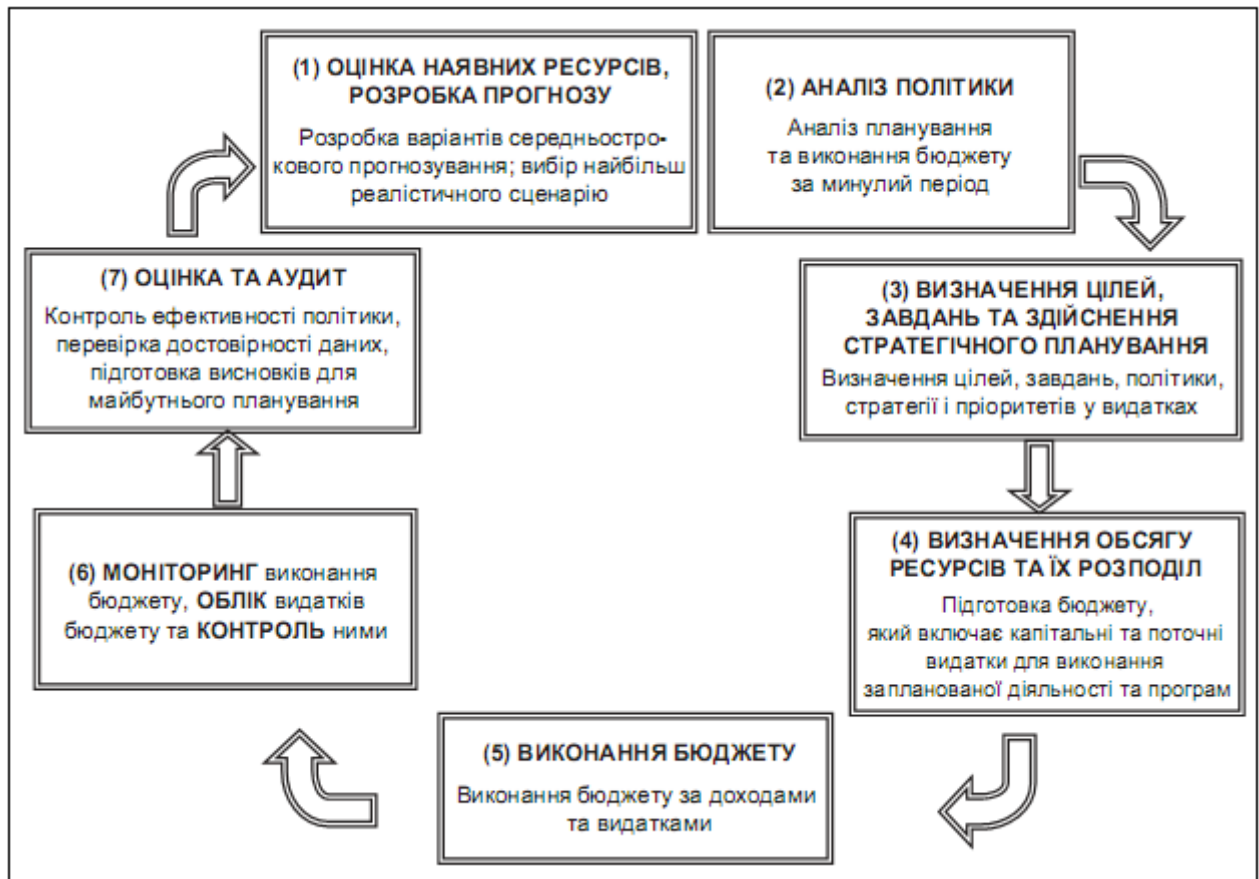 (1) ОЦІНКА НАЯВНИХ РЕСУРСІВ,
РОЗРОБКА ПРОГНОЗУ
Розробка варіантів середньостро-
кового прогнозування; вибір найбільш
реалістичного сценарію
(2) АНАЛІЗ ПОЛІТИКИ
Аналіз планування
та виконання бюджету
за минулий період
(3) ВИЗНАЧЕННЯ ЦІЛЕЙ,
ЗАВДАНЬ ТА ЗДІЙСНЕННЯ
СТРАТЕГІЧНОГО ПЛАНУВАННЯ
Визначення цілей, завдань, політики,
стратегії і пріоритетів у видатках
(4) ВИЗНАЧЕННЯ ОБСЯГУ
РЕСУРСІВ ТА ЇХ РОЗПОДІЛ
Підготовка бюджету,
який включає капітальні та поточні
видатки для виконання
запланованої діяльності та програм
(5) ВИКОНАННЯ БЮДЖЕТУ
Виконання бюджету за доходами
та видатками
(6) МОНІТОРИНГ виконання
бюджету, ОБЛІК видатків
бюджету та КОНТРОЛЬ ними
(7) ОЦІНКА ТА АУДИТ
Контроль ефективності політики,
перевірка достовірності даних,
підготовка висновків для
майбутнього планування